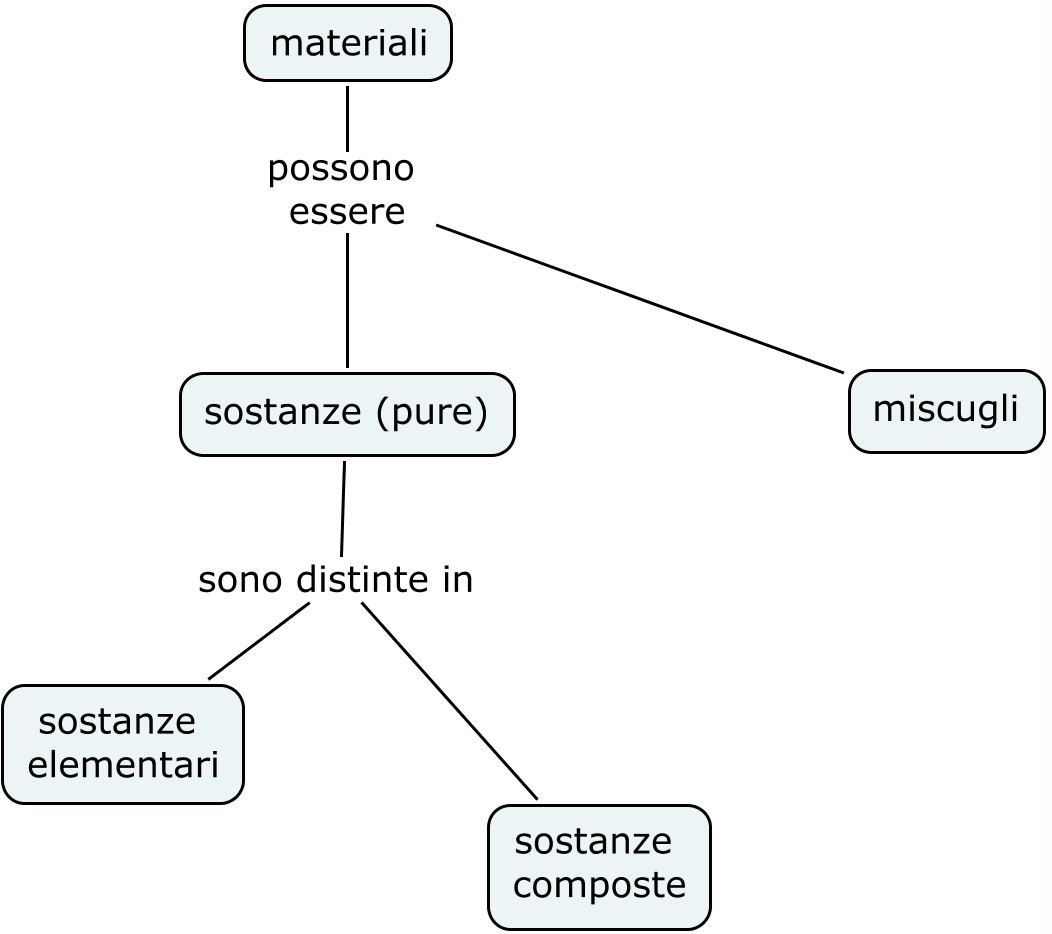 materiali
possono
essere
sostanze (pure)
miscugli
sono distinte in
sostanze
elementari
sostanze
composte